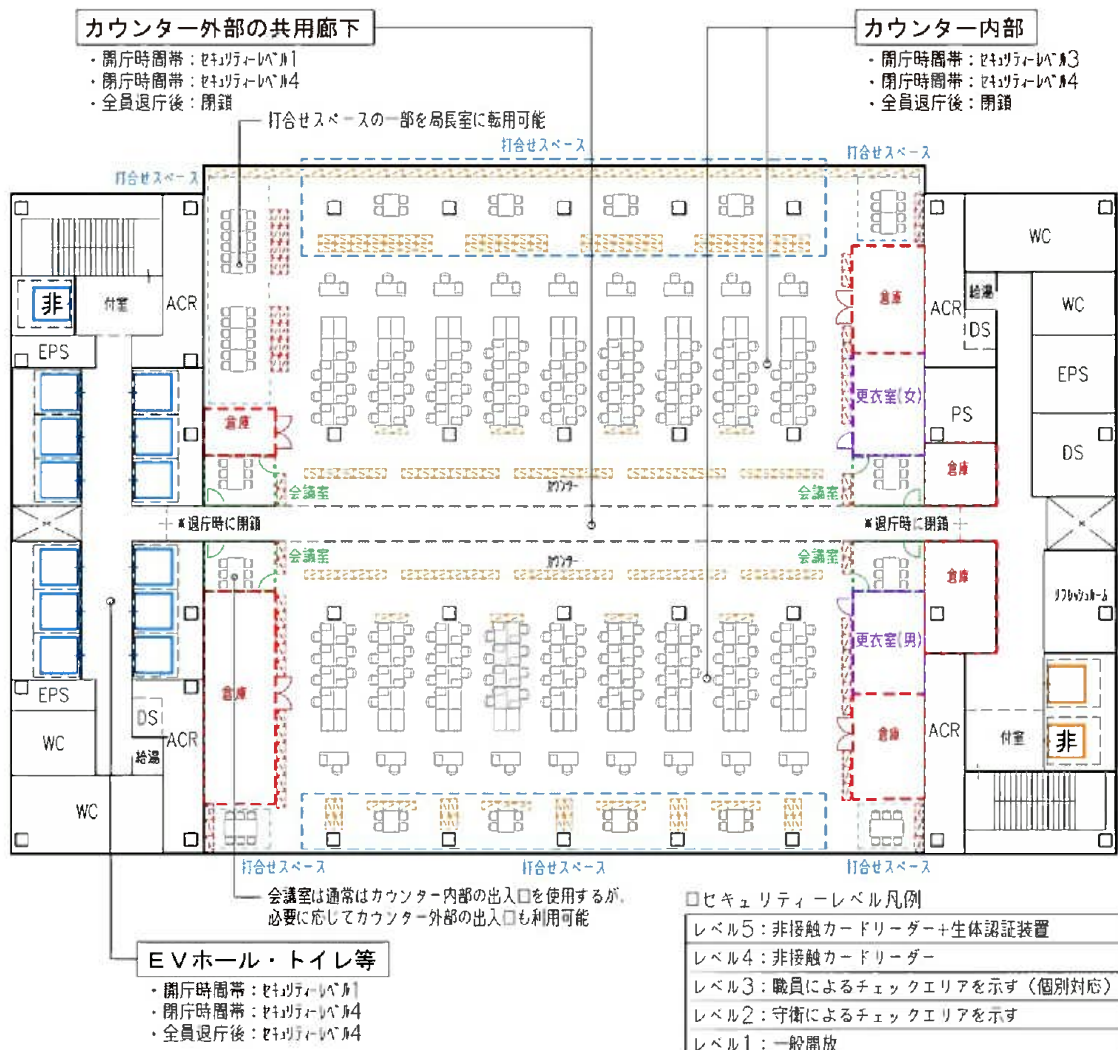 カウンター外部の共用廊下
・開庁時間帯：セキュリティーレベル1
・閉庁時間帯：セキュリティーレベル4
・全員退庁後：閉鎖
カウンター内部
・開庁時間帯：セキュリティーレベル3
・閉庁時間帯：セキュリティーレベル4
・全員退庁後：閉鎖
打合せスペースの一部を局長室に転用可能
打合せスペース
打合せスペース
打合せスペース
WC
非
付室
ACR
倉庫
ACR
給湯
DS
WC
EPS
更衣室(女)
EPS
倉庫
PS
DS
倉庫
会議室
カウンター
会議室
※退庁時に閉鎖
※退庁時に閉鎖
会議室
カウンター
会議室
倉庫
リフレッシュルーム
更衣室(男)
EPS
倉庫
DS
WC
ACR
給湯
倉庫
ACR
付室
非
WC
打合せスペース
打合せスペース
打合せスペース
会議室は通常はカウンター内部の出入口を使用するが、
必要に応じてカウンター外部の出入口も利用可能
EVホール・トイレ等
・開庁時間帯：セキュリティーレベル1
・閉庁時間帯：セキュリティーレベル4
・全員退庁後：セキュリティーレベル4
□セキュリティーレベル凡例
レベル5：非接触カードリーダー+生体認証装置
レベル4：非接触カードリーダー
レベル3：職員によるチェックエリアを示す（個別対応）
レベル2：守衛によるチェックエリアを示す
レベル1：一般開放